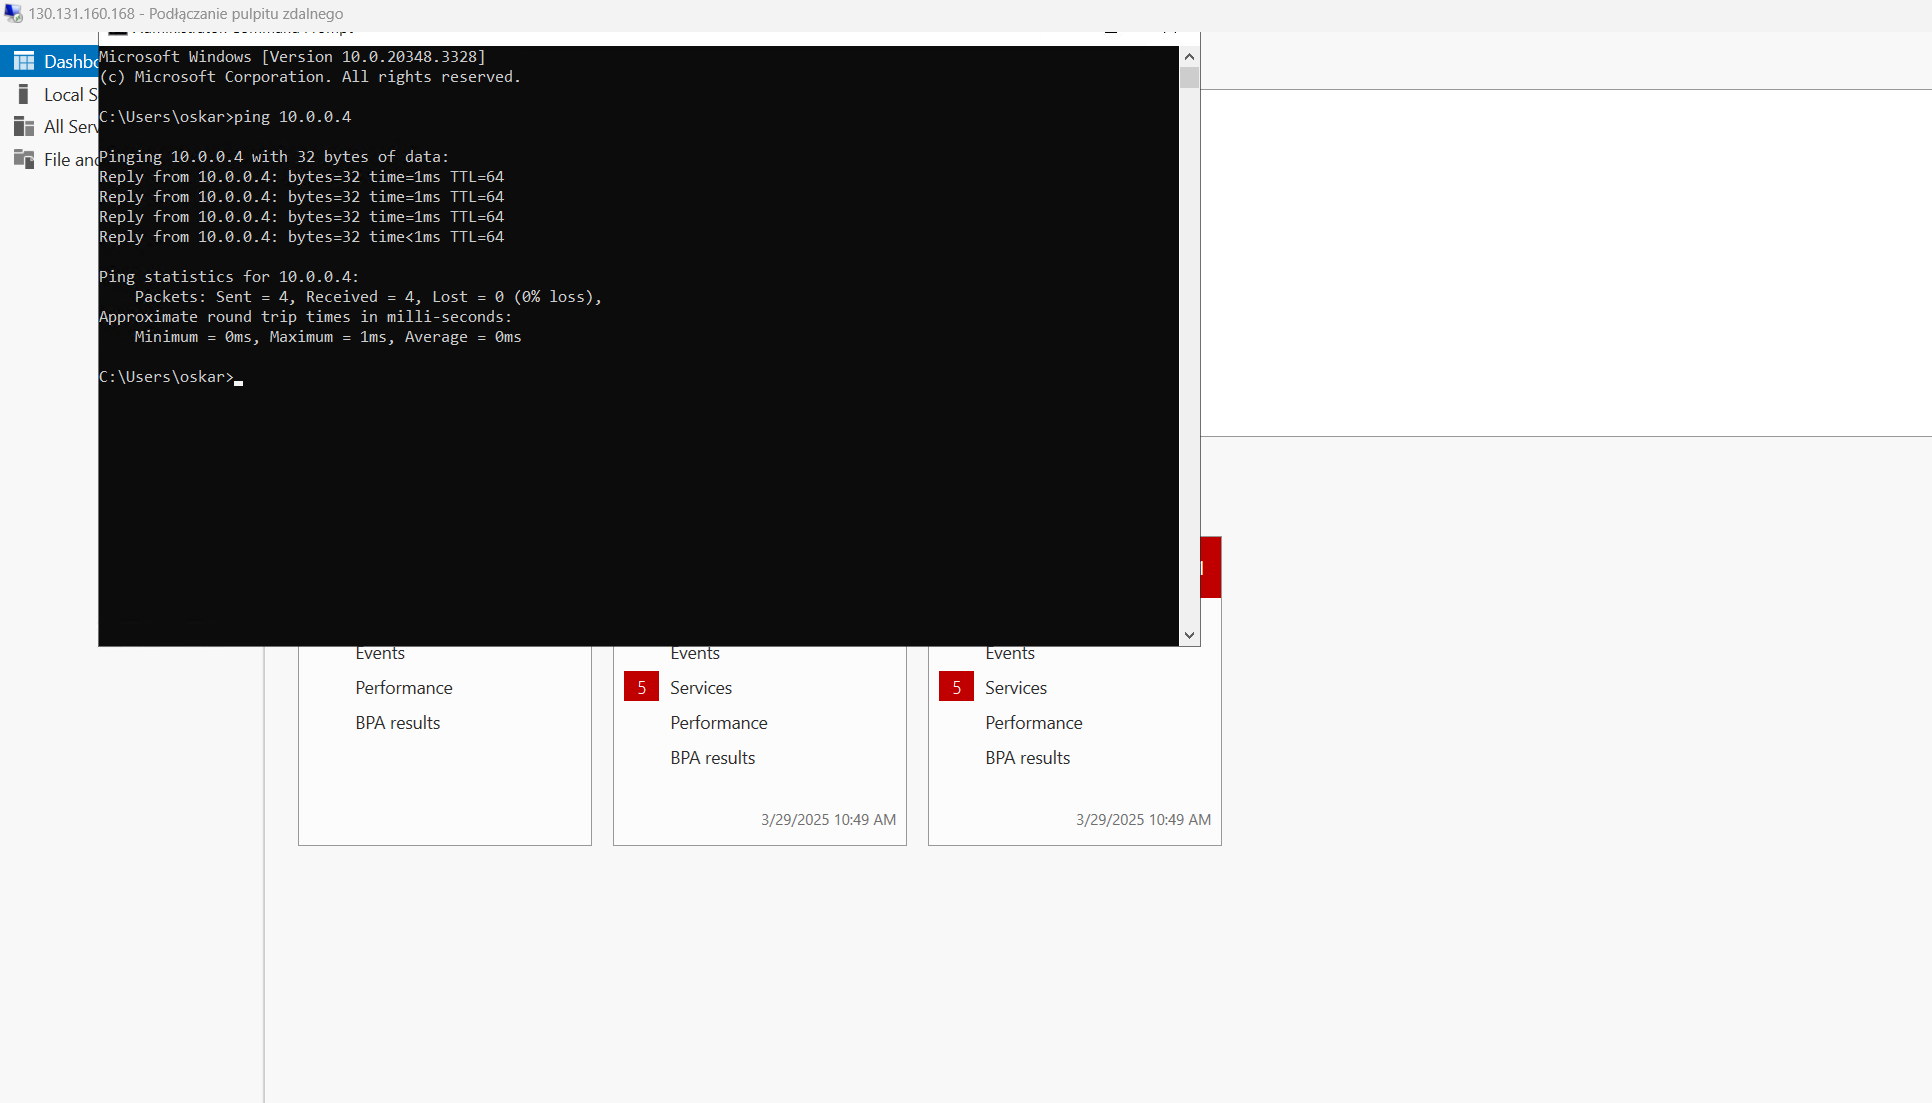 130.131.160.168 - Podłączanie pulpitu zdalnego
Dashbo
Local S
All Serv
File and
Microsoft Windows [Version 10.0.20348.3328]
(c) Microsoft Corporation. All rights reserved.
C:\Users\oskar>ping 10.0.0.4
Pinging 10.0.0.4 with 32 bytes of data:
Reply from 10.0.0.4: bytes=32 time=1ms TTL=64
Reply from 10.0.0.4: bytes=32 time=1ms TTL=64
Reply from 10.0.0.4: bytes=32 time=1ms TTL=64
Reply from 10.0.0.4: bytes=32 time<1ms TTL=64
Ping statistics for 10.0.0.4:
Packets: Sent = 4, Received = 4, Lost = 0 (0% loss),
Approximate round trip times in milli-seconds:
Minimum = 0ms, Maximum = 1ms, Average = 0ms
C:\Users\oskar>
Events
Performance
BPA results
Events
5 Services
Performance
BPA results
3/29/2025 10:49 AM
Events
5 Services
Performance
BPA results
3/29/2025 10:49 AM